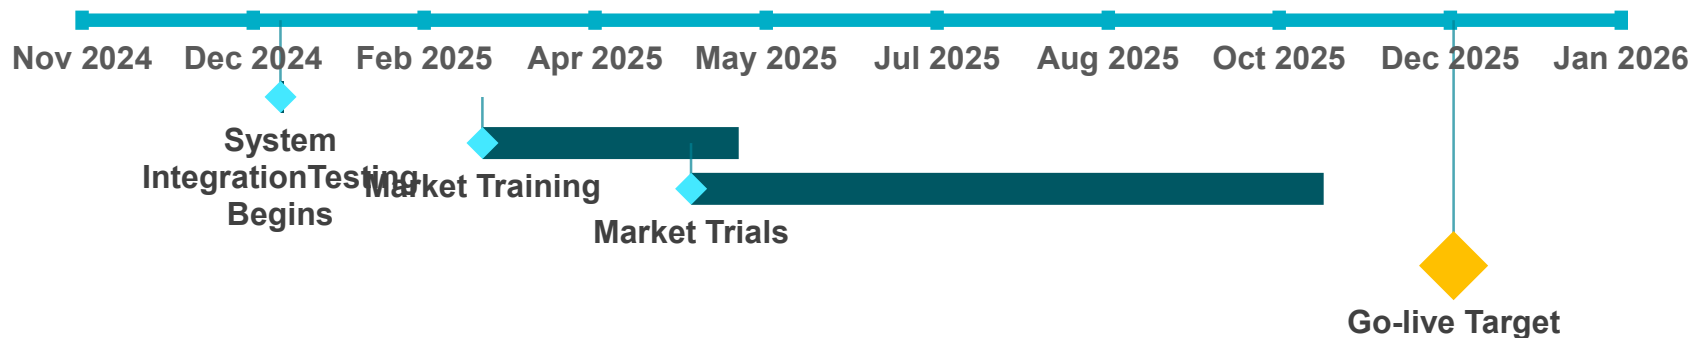 Nov 2024 Dec 2024 Feb 2025 Apr 2025 May 2025 Jul 2025 Aug 2025 Oct 2025 Dec 2025 Jan 2026
System
IntegrationTesting
Begins
Market Training
Market Trials
Go-live Target